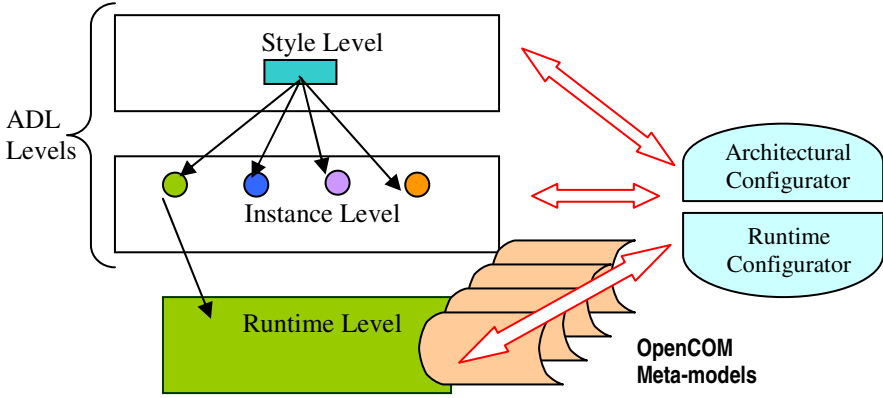 Style Level
ADL
Levels
Instance Level
Architectural
Configurator
Runtime
Configurator
Runtime Level
OpenCOM
Meta-models